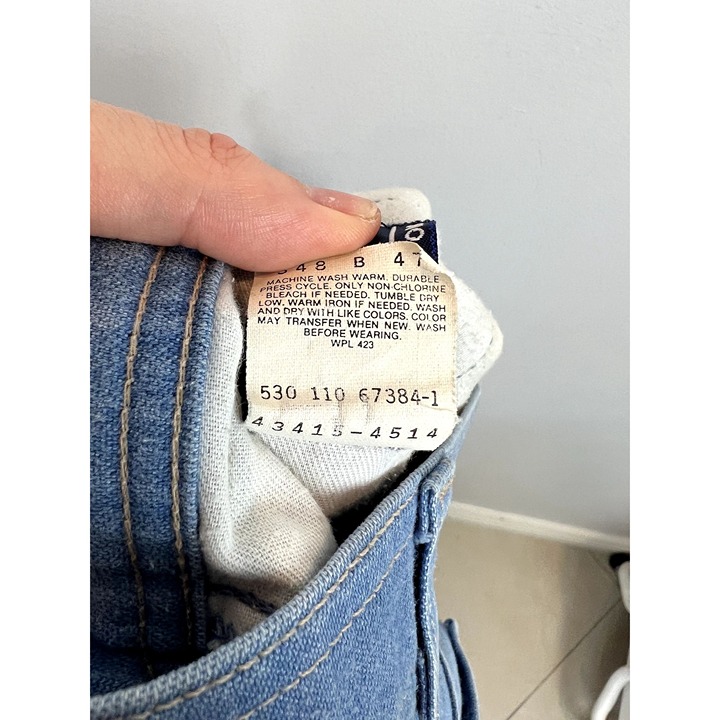 548 B 47
MACHINE WASH WARM. DURABLE
PRESS CYCLE. ONLY NON-CHLORINE
BLEACH IF NEEDED. TUMBLE DRY
LOW. WARM IRON IF NEEDED. WASH
AND DRY WITH LIKE COLORS. COLOR
MAY TRANSFER WHEN NEW. WASH
BEFORE WEARING.
WPL 423
530 110 67384-1
43415-4514